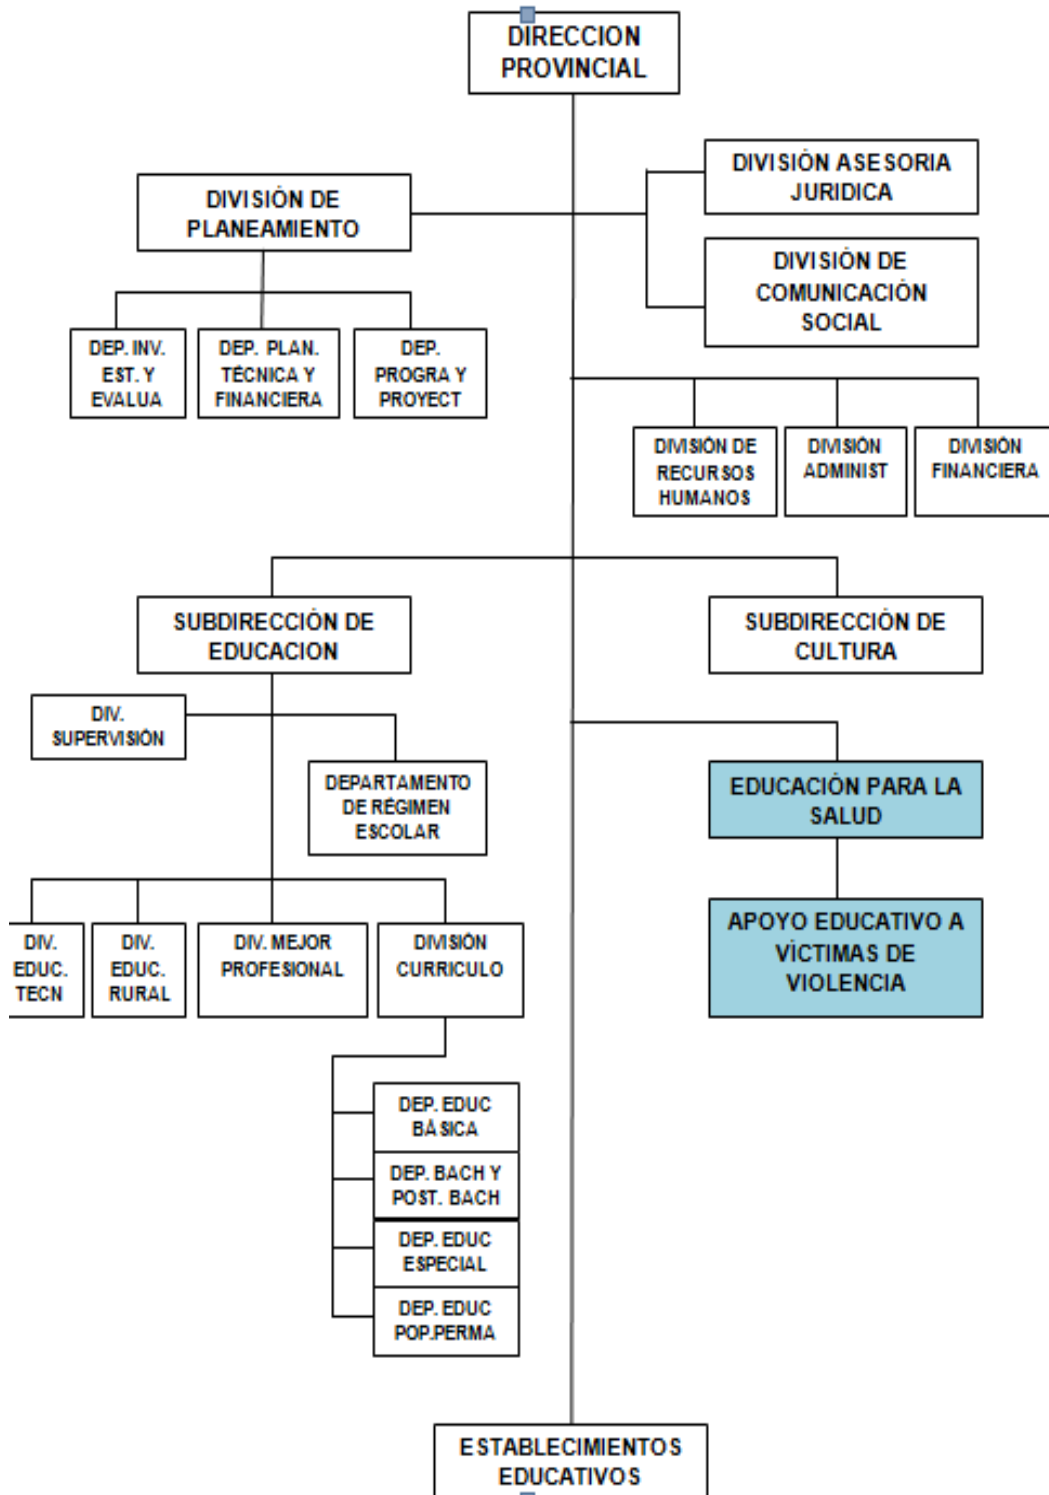 DIRECCION
PROVINCIAL
DIVISIÓN ASESORIA
JURIDICA
DIVISIÓN DE
PLANEAMIENTO
DIVISIÓN DE
COMUNICACIÓN
SOCIAL
DEP. INV.
EST. Y
EVALUA
DEP. PLAN.
TÉCNICA Y
FINANCIERA
DEP.
PROGRA Y
PROYECT
DIVISIÓN DE
RECURSOS
HUMANOS
DIVISIÓN
ADMINIST
DIVISIÓN
FINANCIERA
SUBDIRECCIÓN DE
EDUCACION
SUBDIRECCIÓN DE
CULTURA
DIV.
SUPERVISIÓN
DEPARTAMENTO
DE RÉGIMEN
ESCOLAR
EDUCACIÓN PARA LA
SALUD
APOYO EDUCATIVO A
VÍCTIMAS DE
VIOLENCIA
DIV.
EDUC.
TECN
DIV.
EDUC.
RURAL
DIV. MEJOR
PROFESIONAL
DIVISIÓN
CURRICULO
DEP. EDUC
BÁSICA
DEP. BACH Y
POST. BACH
DEP. EDUC
ESPECIAL
DEP. EDUC
POP.PERMA
ESTABLECIMIENTOS
EDUCATIVOS